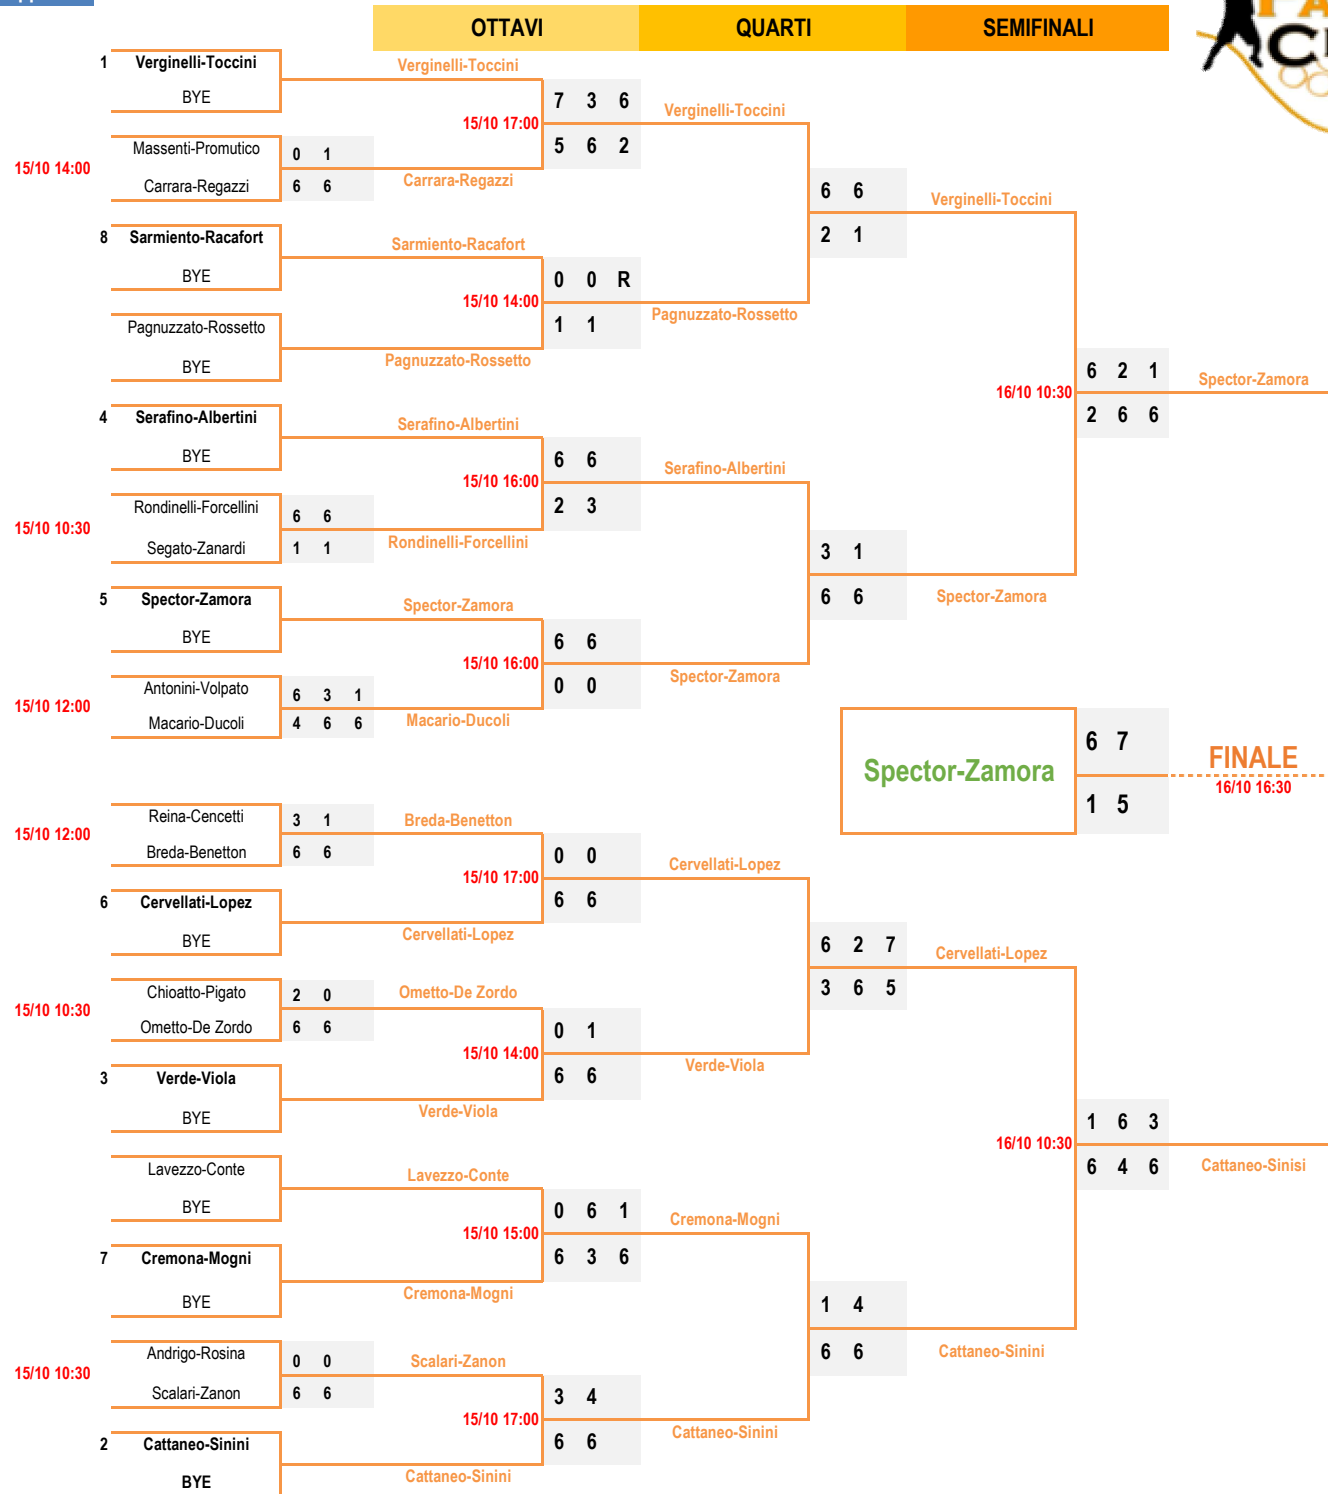 OTTAVI QUARTI SEMIFINALI
1 Verginelli-Toccini
BYE
Verginelli-Toccini
7 3 6
15/10 17:00
5 6 2
Verginelli-Toccini
15/10 14:00
Massenti-Promutico 0 1
Carrara-Regazzi 6 6
Carrara-Regazzi
6 6
2 1
Verginelli-Toccini
8 Sarmiento-Racafort
BYE
Sarmiento-Racafort
0 0 R
15/10 14:00
1 1
Pagnuzzato-Rossetto
Pagnuzzato-Rossetto
BYE
Pagnuzzato-Rossetto
6 2 1
16/10 10:30
2 6 6
Spector-Zamora
4 Serafino-Albertini
BYE
Serafino-Albertini
6 6
15/10 16:00
2 3
Serafino-Albertini
15/10 10:30
Rondinelli-Forcellini 6 6
Segato-Zanardi 1 1
Rondinelli-Forcellini
3 1
6 6
Spector-Zamora
5 Spector-Zamora
BYE
Spector-Zamora
6 6
15/10 16:00
0 0
Spector-Zamora
15/10 12:00
Antonini-Volpato 6 3 1
Macario-Ducoli 4 6 6
Macario-Ducoli
Spector-Zamora
6 7
1 5
FINALE
16/10 16:30
15/10 12:00
Reina-Cencetti 3 1
Breda-Benetton 6 6
Breda-Benetton
0 0
15/10 17:00
6 6
Cervellati-Lopez
6 Cervellati-Lopez
BYE
Cervellati-Lopez
6 2 7
3 6 5
Cervellati-Lopez
15/10 10:30
Chioatto-Pigato 2 0
Ometto-De Zordo 6 6
Ometto-De Zordo
0 1
15/10 14:00
6 6
Verde-Viola
3 Verde-Viola
BYE
Verde-Viola
1 6 3
16/10 10:30
6 4 6
Cattaneo-Sinisi
Lavezzo-Conte
BYE
Lavezzo-Conte
0 6 1
15/10 15:00
6 3 6
Cremona-Mogni
7 Cremona-Mogni
BYE
Cremona-Mogni
1 4
6 6
Cattaneo-Sinini
15/10 10:30
Andrigo-Rosina 0 0
Scalari-Zanon 6 6
Scalari-Zanon
3 4
15/10 17:00
6 6
Cattaneo-Sinini
2 Cattaneo-Sinini
BYE
Cattaneo-Sinini